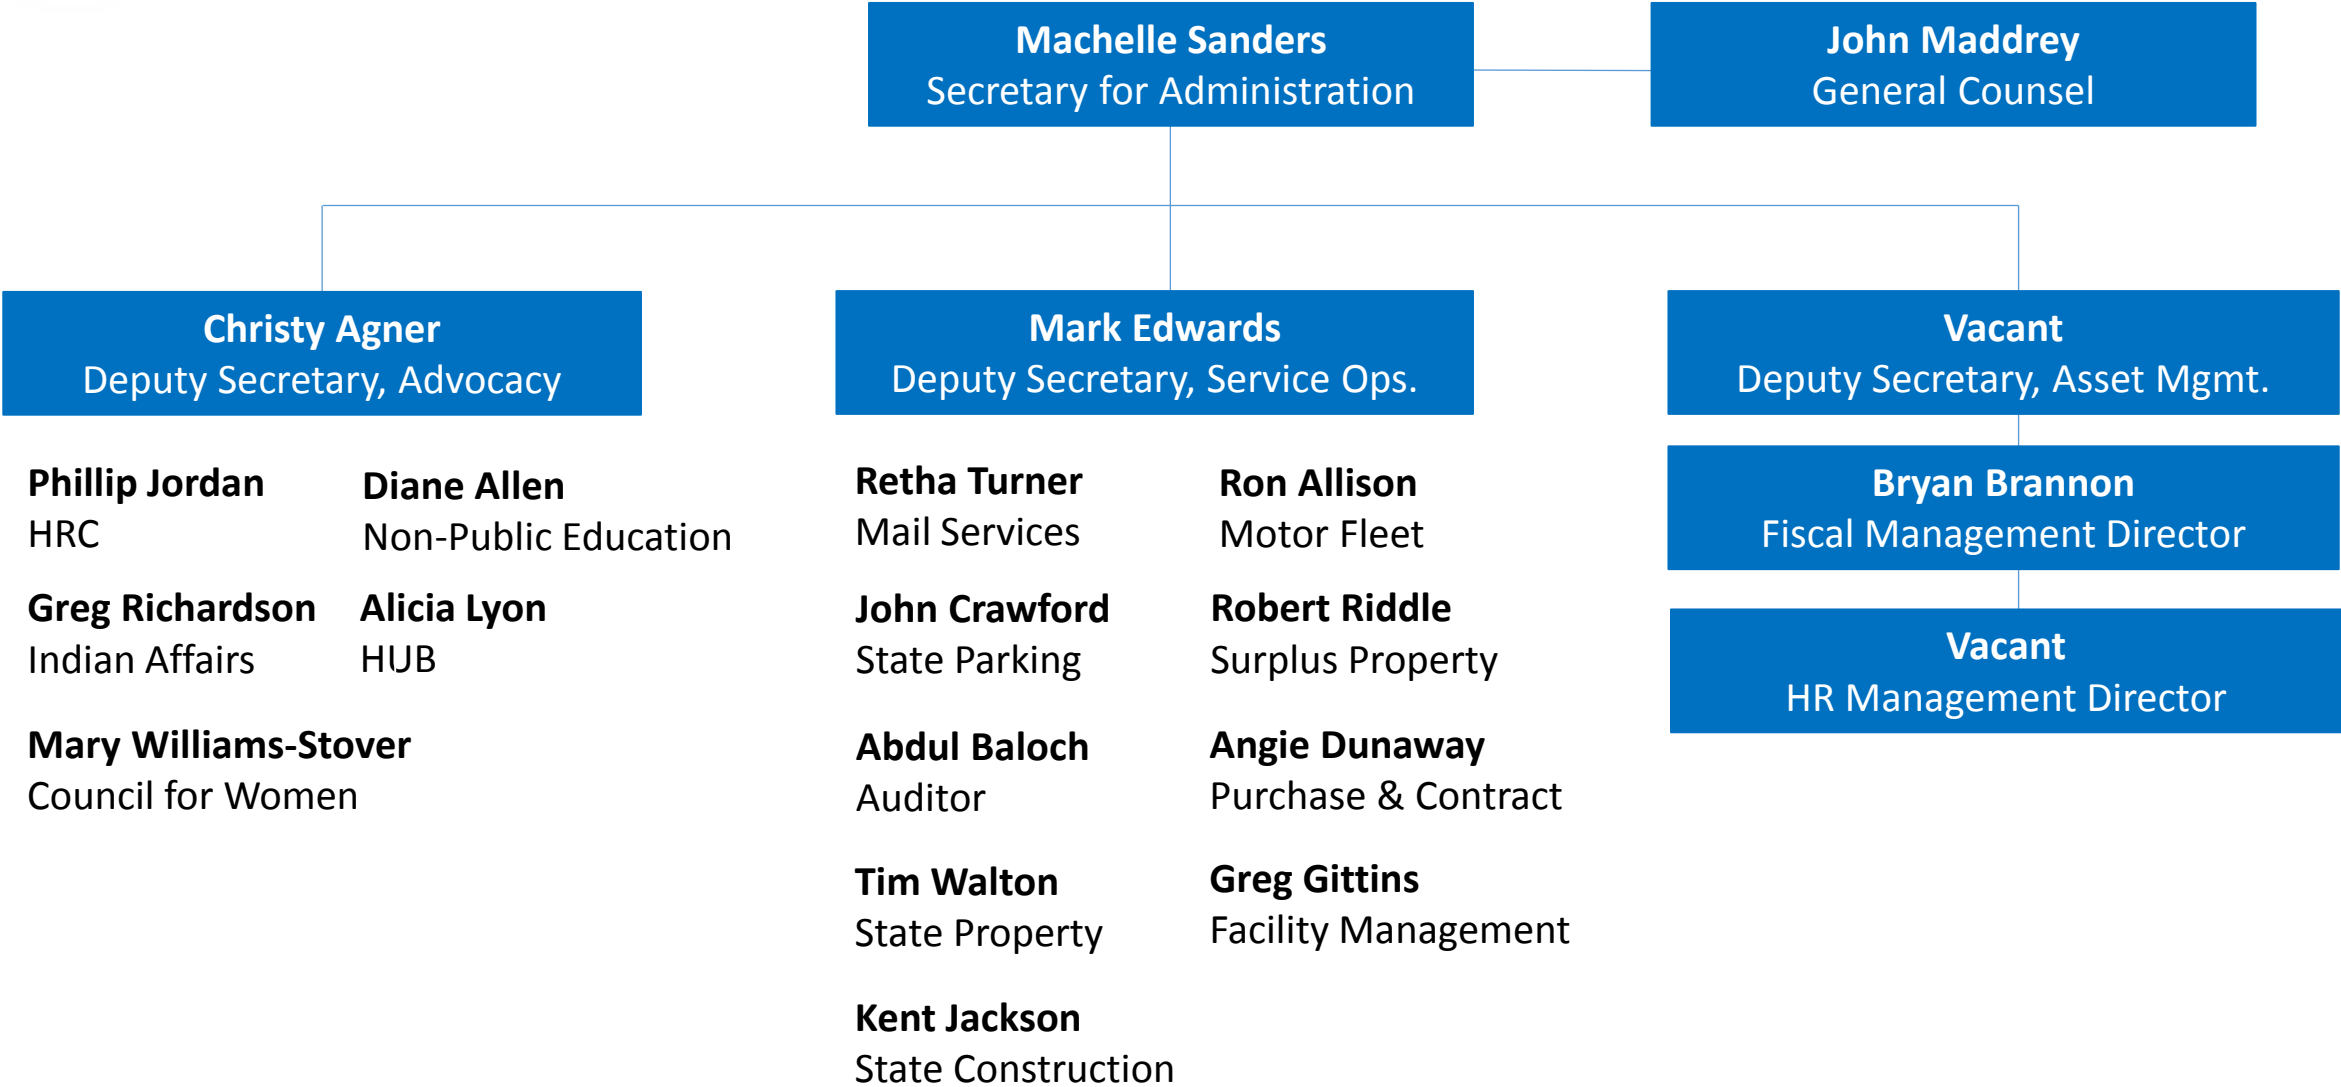 Machelle Sanders
Secretary for Administration
John Maddrey
General Counsel
Christy Agner
Deputy Secretary, Advocacy
Phillip Jordan
HRC
Diane Allen
Non-Public Education
Greg Richardson
Indian Affairs
Alicia Lyon
HUB
Mary Williams-Stover
Council for Women
Mark Edwards
Deputy Secretary, Service Ops.
Retha Turner
Mail Services
Ron Allison
Motor Fleet
John Crawford
State Parking
Robert Riddle
Surplus Property
Abdul Baloch
Auditor
Angie Dunaway
Purchase & Contract
Tim Walton
State Property
Greg Gittins
Facility Management
Kent Jackson
State Construction
Vacant
Deputy Secretary, Asset Mgmt.
Bryan Brannon
Fiscal Management Director
Vacant
HR Management Director